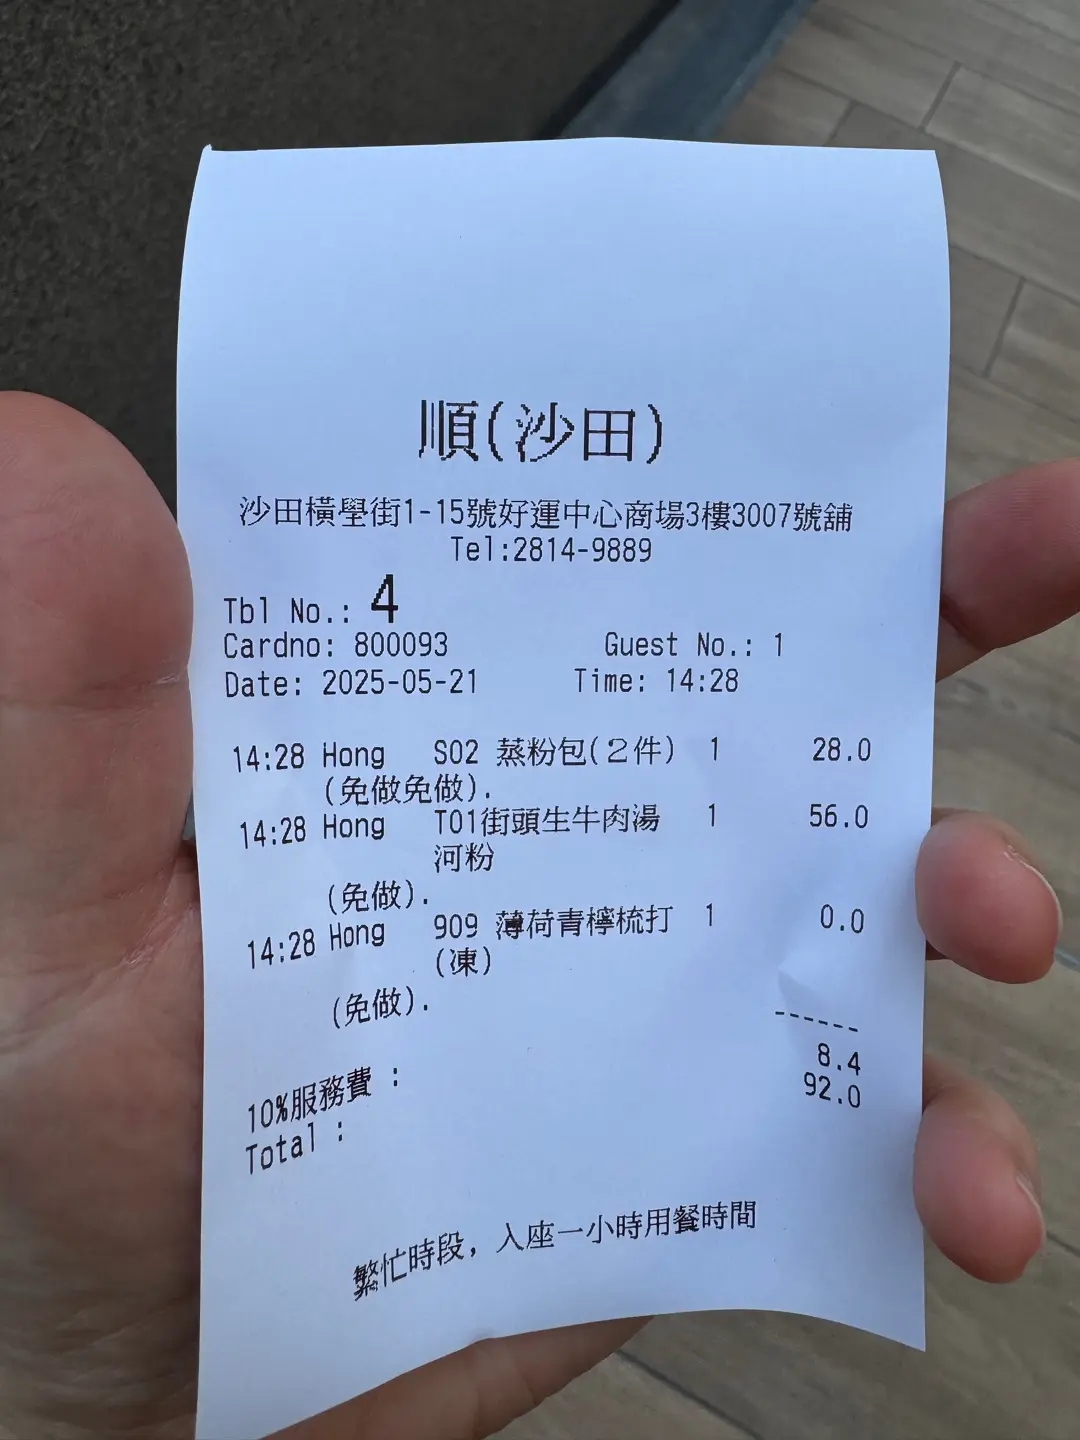 順(沙田)
沙田橫壆街1-15號好運中心商場3樓3007號舖
Tel:2814-9889
Tbl No.: 4
Cardno: 800093 Guest No.: 1
Date: 2025-05-21 Time: 14:28
14:28 Hong S02 蒸粉包(２件) 1 28.0
(免做免做).
14:28 Hong T01街頭生牛肉湯 1 56.0
河粉
(免做).
14:28 Hong 909 薄荷青檸梳打 1 0.0
(凍)
(免做).
------
10%服務費 : 8.4
Total : 92.0
繁忙時段，入座一小時用餐時間